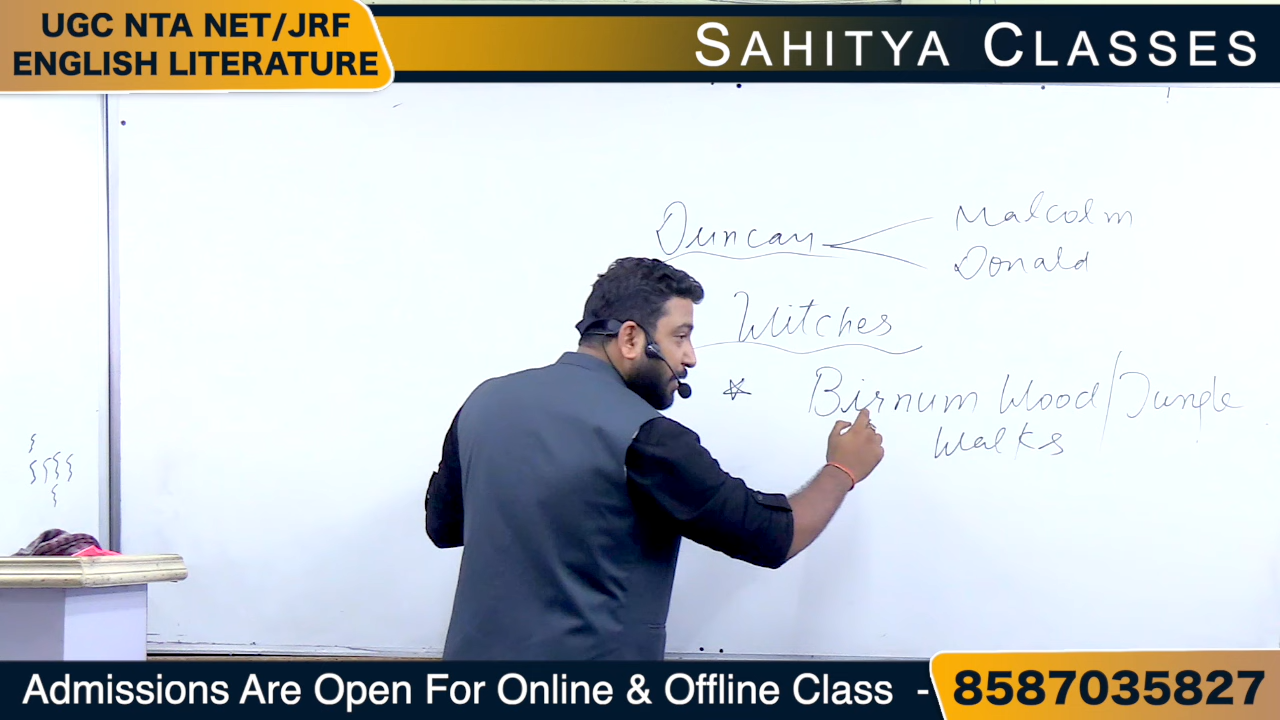 UGC NTA NET/JRF
ENGLISH LITERATURE
SAHITYA CLASSES
Duncan
Malcolm
Donald
Witches
Birnum Wood/Jungle
Walks
Admissions Are Open For Online & Offline Class - 8587035827